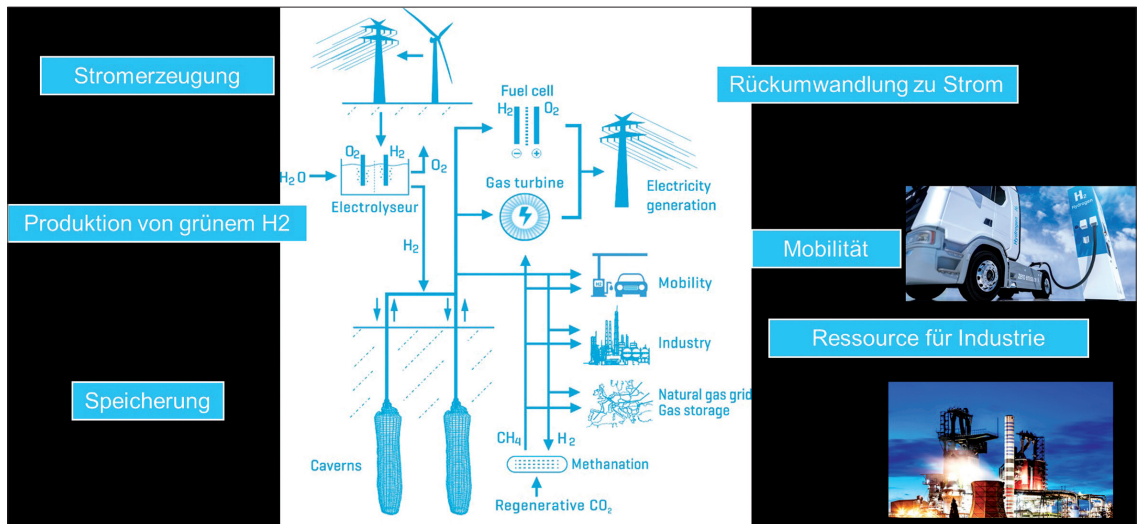 Stromerzeugung
Produktion von grünem H2
Speicherung
O₂
H₂
O₂
H₂O
Electrolyseur
H₂
Caverns
Fuel cell
H₂
O₂
Gas turbine
Electricity
generation
Mobility
Industry
Natural gas grid
Gas storage
CH₄
H₂
Methanation
Regenerative CO₂
Rückumwandlung zu Strom
Mobilität
H2
Hydrogen
Ressource für Industrie